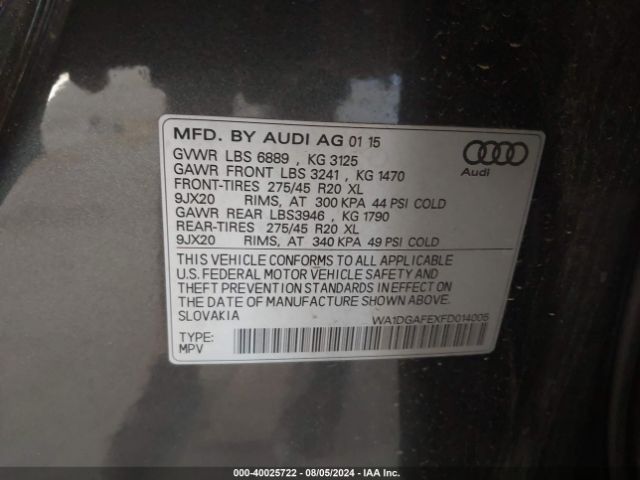 MFD. BY AUDI AG 01 15
GVWR LBS 6889 , KG 3125
GAWR FRONT LBS 3241 , KG 1470
FRONT-TIRES 275/45 R20 XL
9JX20 RIMS, AT 300 KPA 44 PSI COLD
GAWR REAR LBS3946 , KG 1790
REAR-TIRES 275/45 R20 XL
9JX20 RIMS, AT 340 KPA 49 PSI COLD
Audi
THIS VEHICLE CONFORMS TO ALL APPLICABLE
U.S. FEDERAL MOTOR VEHICLE SAFETY AND
THEFT PREVENTION STANDARDS IN EFFECT ON
THE DATE OF MANUFACTURE SHOWN ABOVE.
SLOVAKIA
WA1DGAFEXFD014005
TYPE:
MPV
000-40025722 - 08/05/2024 - IAA Inc.